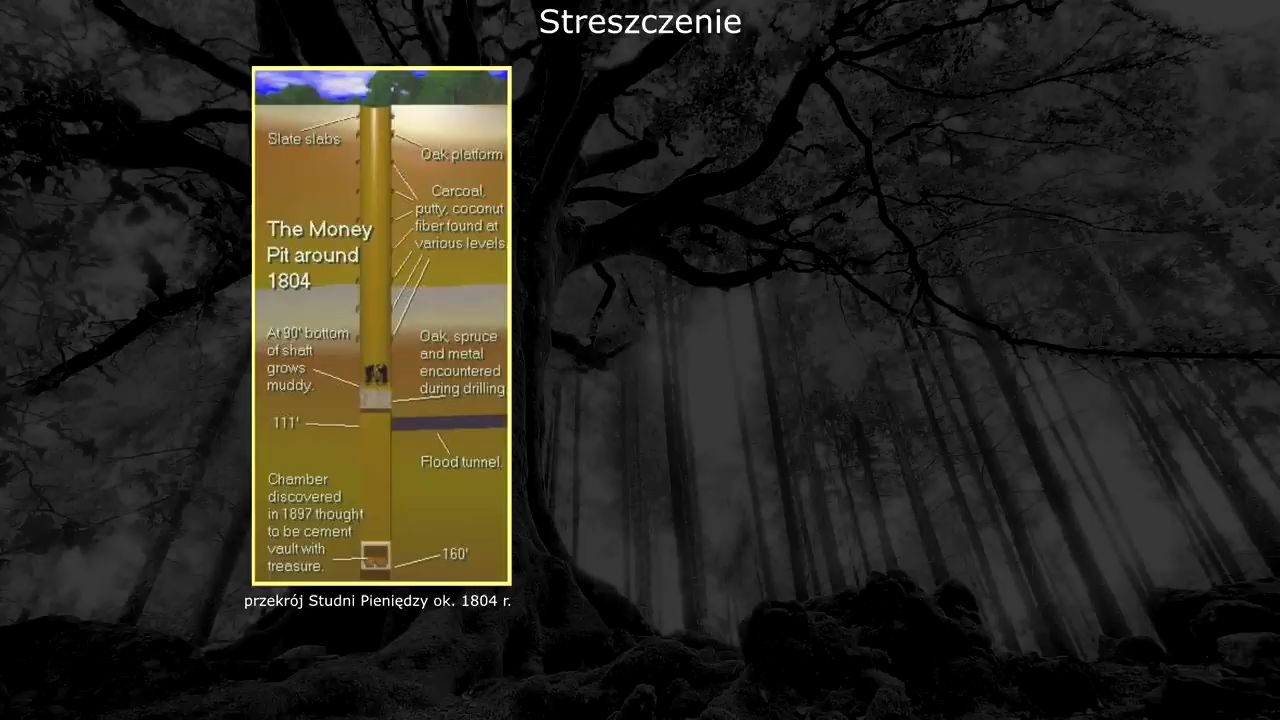 Streszczenie
Slate slabs
Oak platform
Carcoal,
putty, coconut
fiber found at
various levels.
The Money
Pit around
1804
At 90' bottom
of shaft
grows
muddy.
Oak, spruce
and metal
encountered
during drilling
111'
Flood tunnel.
Chamber
discovered
in 1897 thought
to be cement
vault with
treasure.
160'
przekrój Studni Pieniędzy ok. 1804 r.